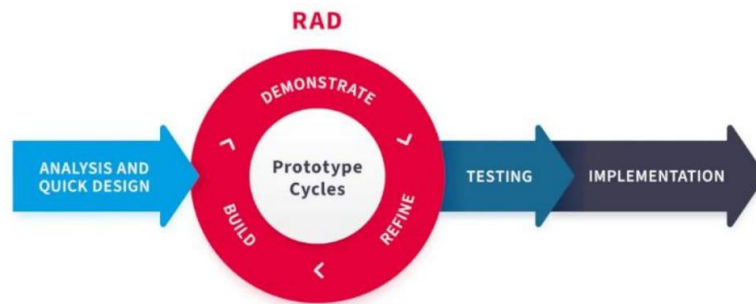 RAD
ANALYSIS AND
QUICK DESIGN
DEMONSTRATE
Prototype
Cycles
BUILD
REFINE
TESTING
IMPLEMENTATION